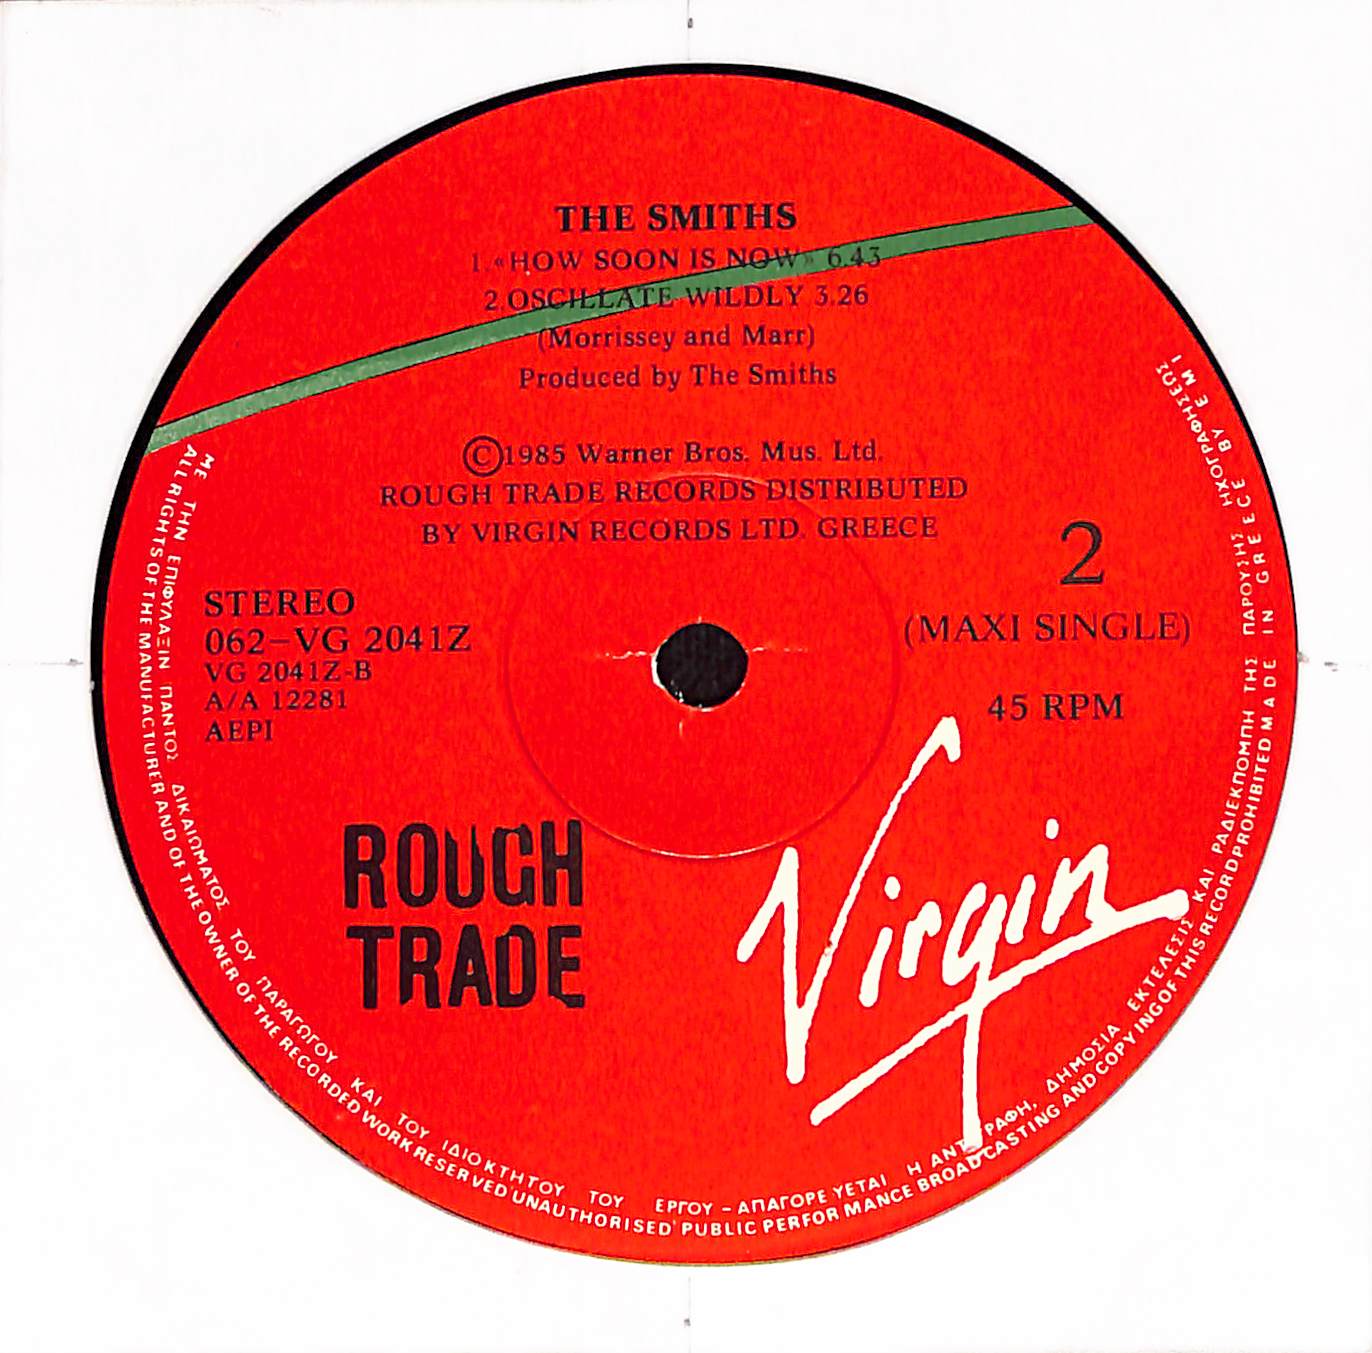 THE SMITHS
1.«HOW SOON IS NOW» 6.43
2.OSCILLATE WILDLY 3.26
(Morrissey and Marr)
Produced by The Smiths
©1985 Warner Bros. Mus. Ltd.
ROUGH TRADE RECORDS DISTRIBUTED
BY VIRGIN RECORDS LTD. GREECE
STEREO
062–VG 2041Z
VG 2041Z-B
A/A 12281
ΑΕΡΙ
2
(MAXI SINGLE)
45 RPM
ROUGH
TRADE
Virgin
ΜΕ ΤΗΝ ΕΠΙΦΥΛΑΞΙΝ ΠΑΝΤΟΣ ΔΙΚΑΙΩΜΑΤΟΣ ΤΟΥ ΠΑΡΑΓΩΓΟΥ ΚΑΙ ΤΟΥ ΙΔΙΟΚΤΗΤΟΥ ΤΟΥ ΕΡΓΟΥ – ΑΠΑΓΟΡΕΥΕΤΑΙ Η ΑΝΤΙΓΡΑΦΗ, ΔΗΜΟΣΙΑ ΕΚΤΕΛΕΣΙΣ ΚΑΙ ΡΑΔΙΕΚΠΟΜΠΗ ΤΗΣ ΠΑΡΟΥΣΗΣ ΗΧΟΓΡΑΦΗΣΕΩΣ
ALL RIGHTS OF THE MANUFACTURER AND OF THE OWNER OF THE RECORDED WORK RESERVED UNAUTHORISED PUBLIC PERFORMANCE BROADCASTING AND COPYING OF THIS RECORD PROHIBITED MADE IN GREECE BY EMI